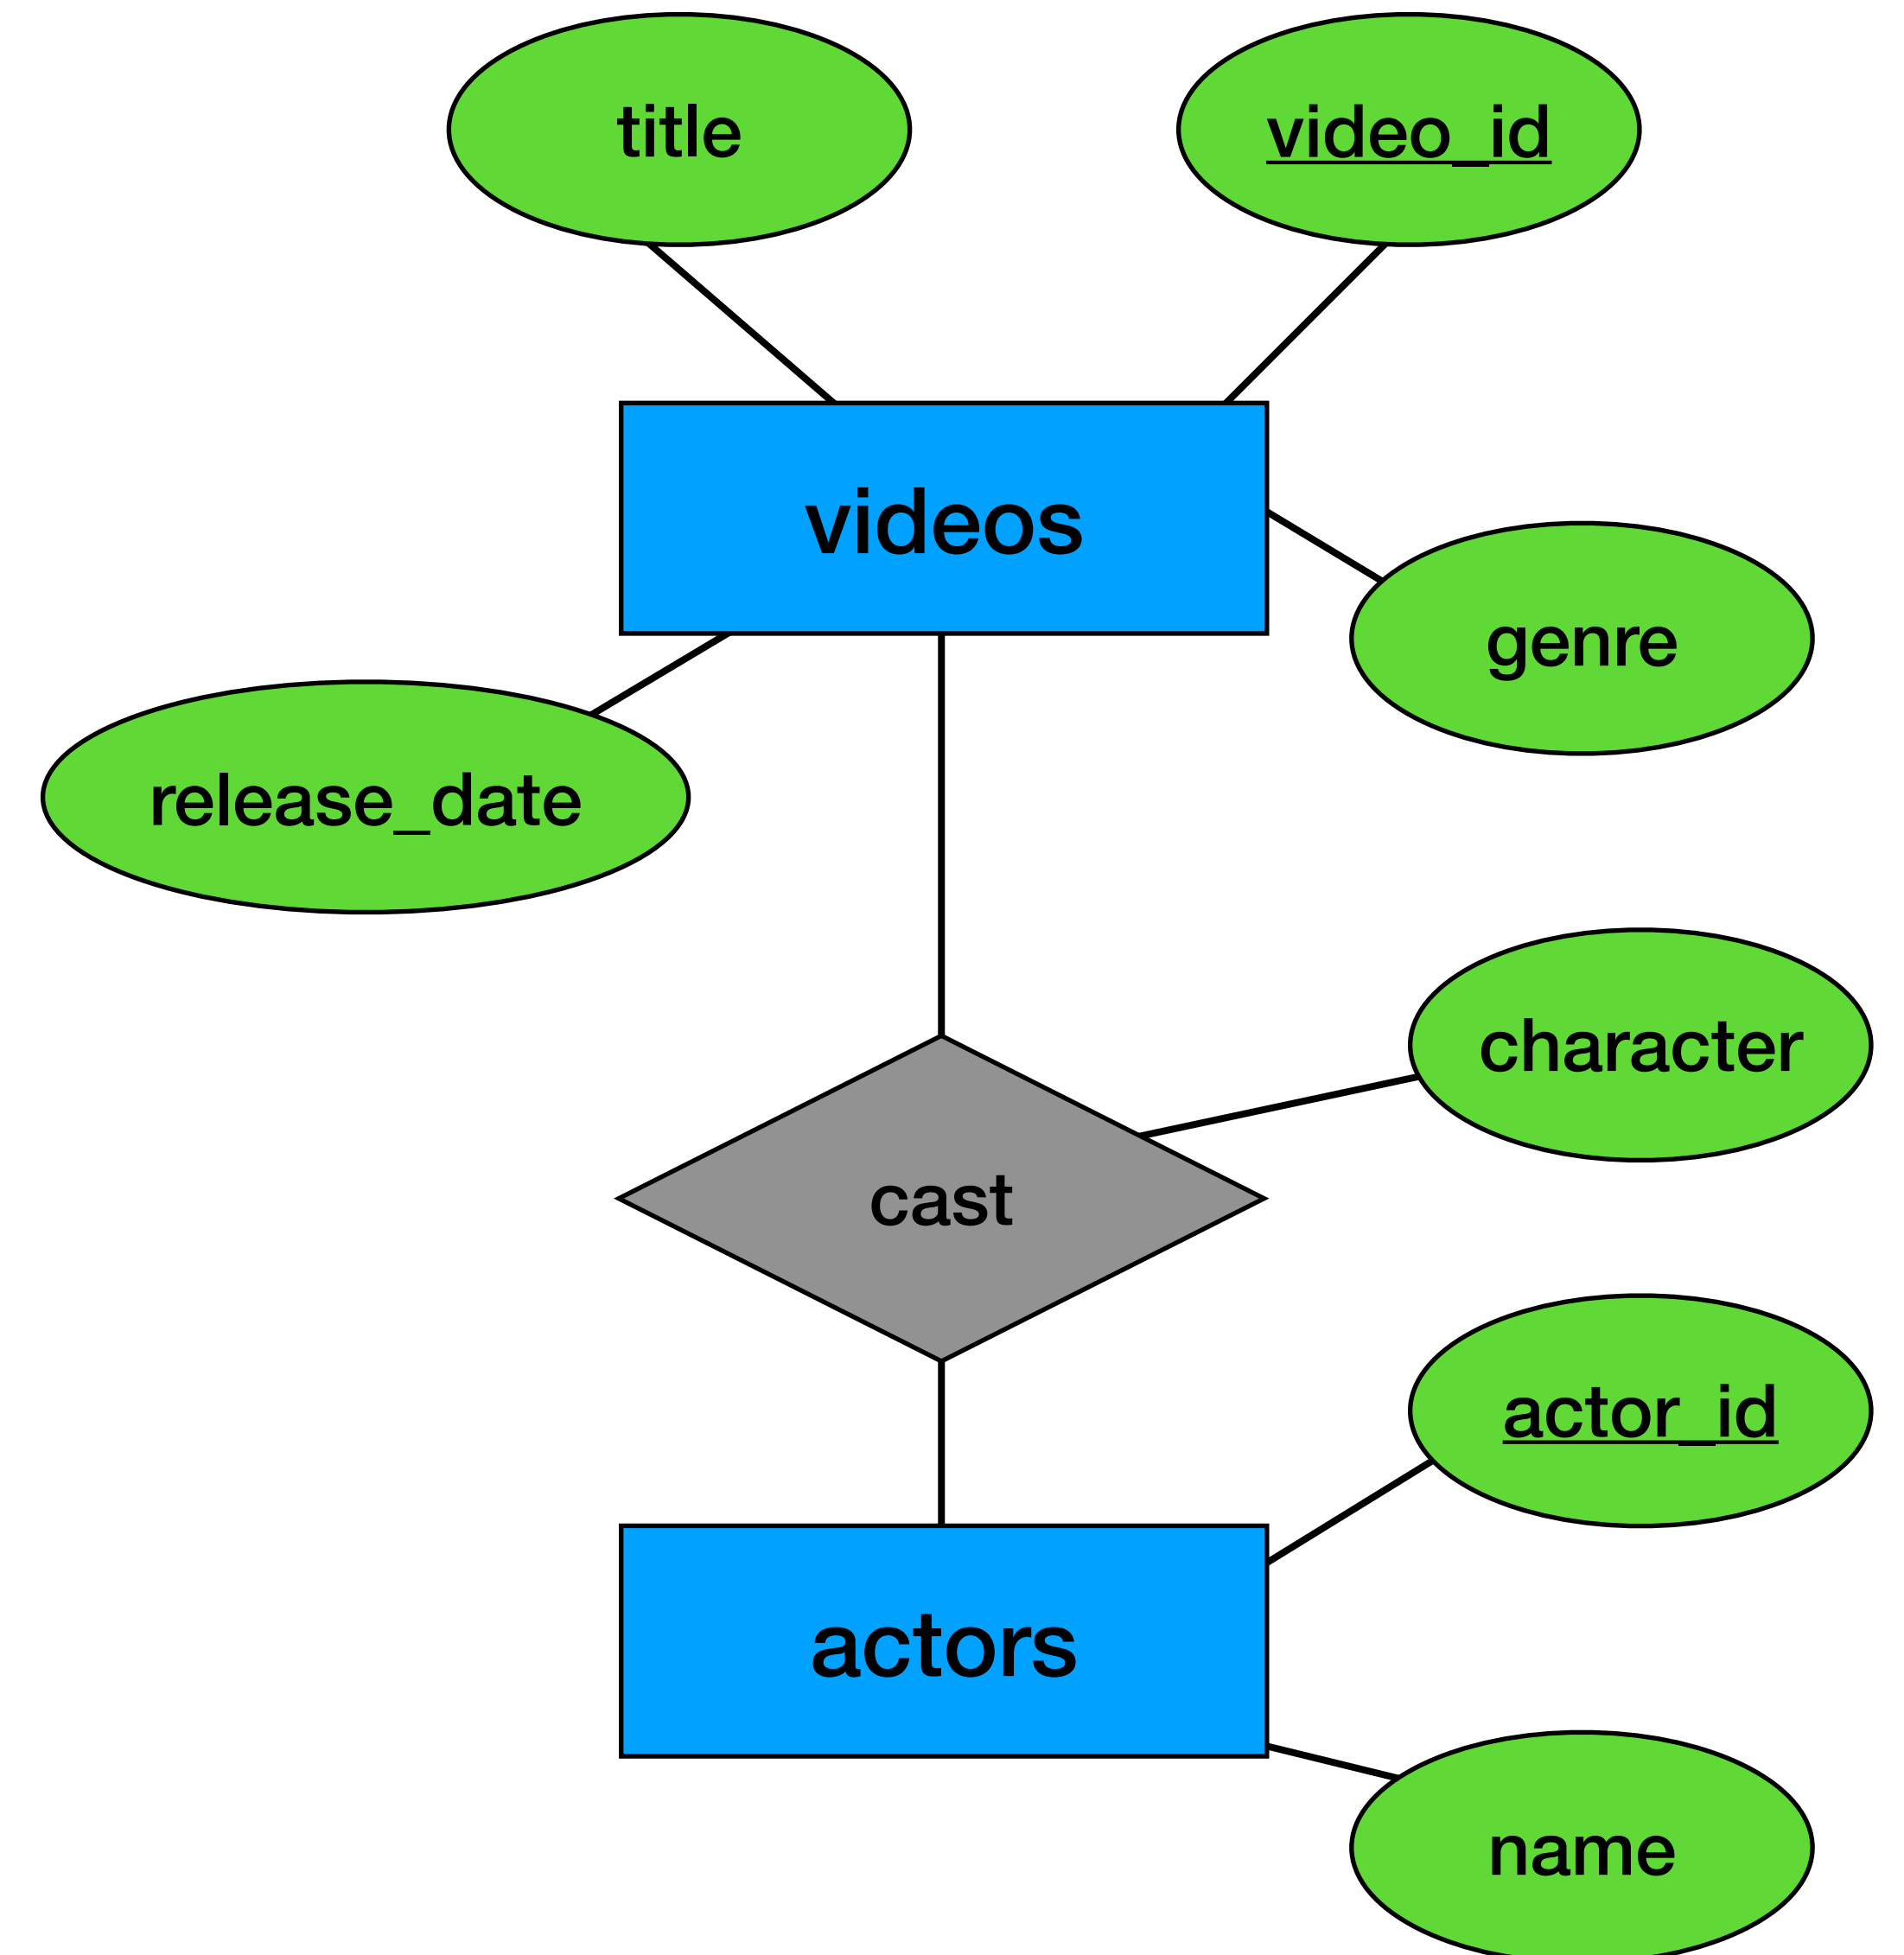 title
video_id
videos
genre
release_date
character
cast
actor_id
actors
name